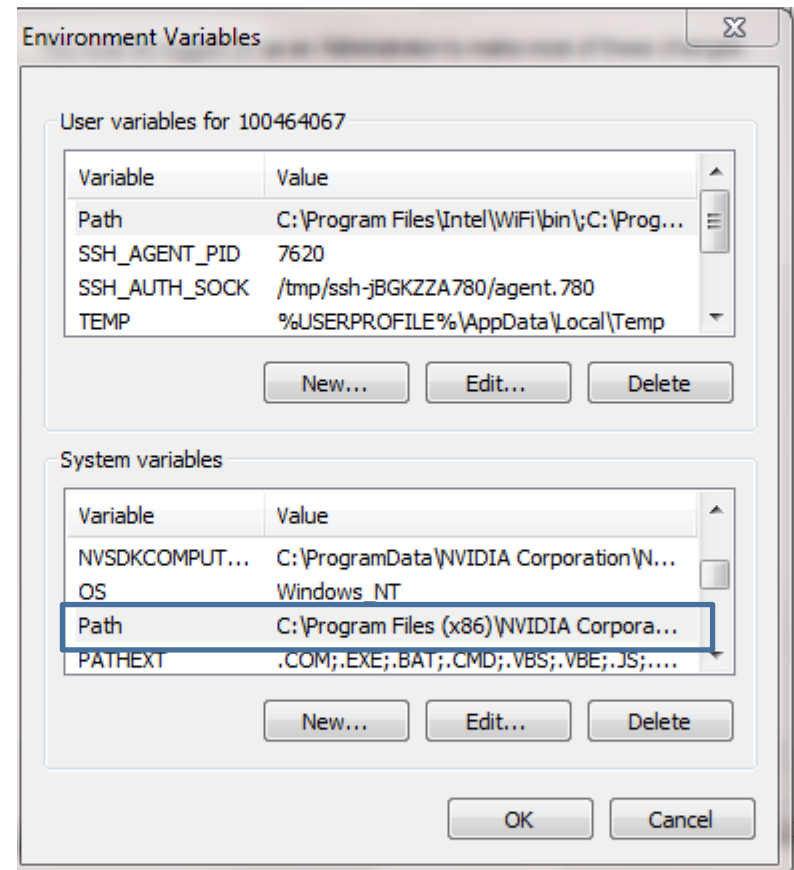 Environment Variables
User variables for 100464067
Variable Value
Path C:\Program Files\Intel\WiFi\bin\;C:\Prog...
SSH_AGENT_PID 7620
SSH_AUTH_SOCK /tmp/ssh-jBGKZZA780/agent.780
TEMP %USERPROFILE%\AppData\Local\Temp
New... Edit... Delete
System variables
Variable Value
NVSDKCOMPUT... C:\ProgramData\NVIDIA Corporation\N...
OS Windows_NT
Path C:\Program Files (x86)\NVIDIA Corpora...
PATHEXT .COM;.EXE;.BAT;.CMD;.VBS;.VBE;.JS;....
New... Edit... Delete
OK Cancel